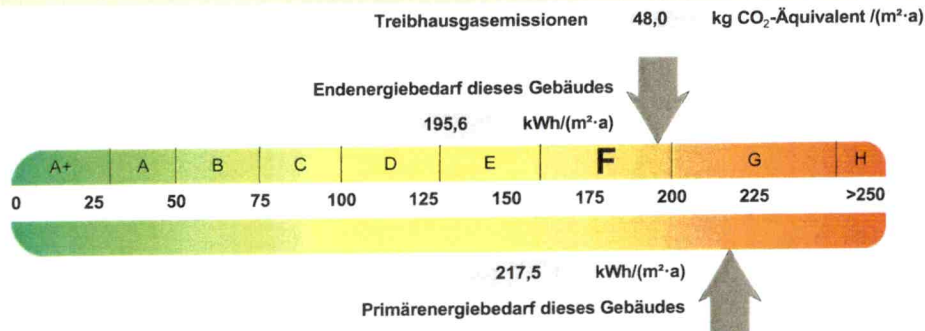 Treibhausgasemissionen 48,0 kg CO₂-Äquivalent /(m²·a)
Endenergiebedarf dieses Gebäudes
195,6 kWh/(m²·a)
A+ A B C D E F G H
0 25 50 75 100 125 150 175 200 225 >250
217,5 kWh/(m²·a)
Primärenergiebedarf dieses Gebäudes